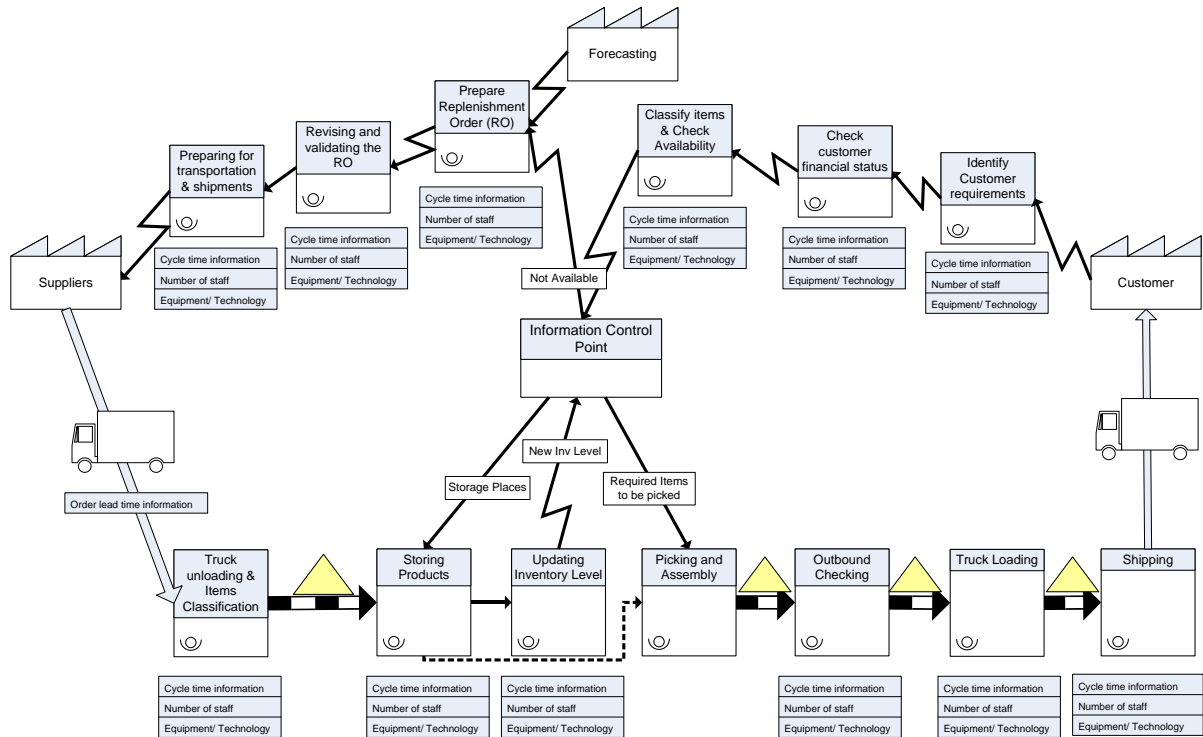 Forecasting
Prepare
Replenishment
Order (RO)
Classify items
& Check
Availability
Revising and
validating the
RO
Check
customer
financial status
Preparing for
transportation
& shipments
Identify
Customer
requirements
Cycle time information
Number of staff
Equipment/ Technology
Cycle time information
Number of staff
Equipment/ Technology
Cycle time information
Number of staff
Equipment/ Technology
Cycle time information
Number of staff
Equipment/ Technology
Cycle time information
Number of staff
Equipment/ Technology
Cycle time information
Number of staff
Equipment/ Technology
Suppliers
Not Available
Customer
Information Control
Point
New Inv Level
Storage Places
Required Items
to be picked
Order lead time information
Truck
unloading &
Items
Classification
Storing
Products
Updating
Inventory Level
Picking and
Assembly
Outbound
Checking
Truck Loading
Shipping
Cycle time information
Number of staff
Equipment/ Technology
Cycle time information
Number of staff
Equipment/ Technology
Cycle time information
Number of staff
Equipment/ Technology
Cycle time information
Number of staff
Equipment/ Technology
Cycle time information
Number of staff
Equipment/ Technology
Cycle time information
Number of staff
Equipment/ Technology